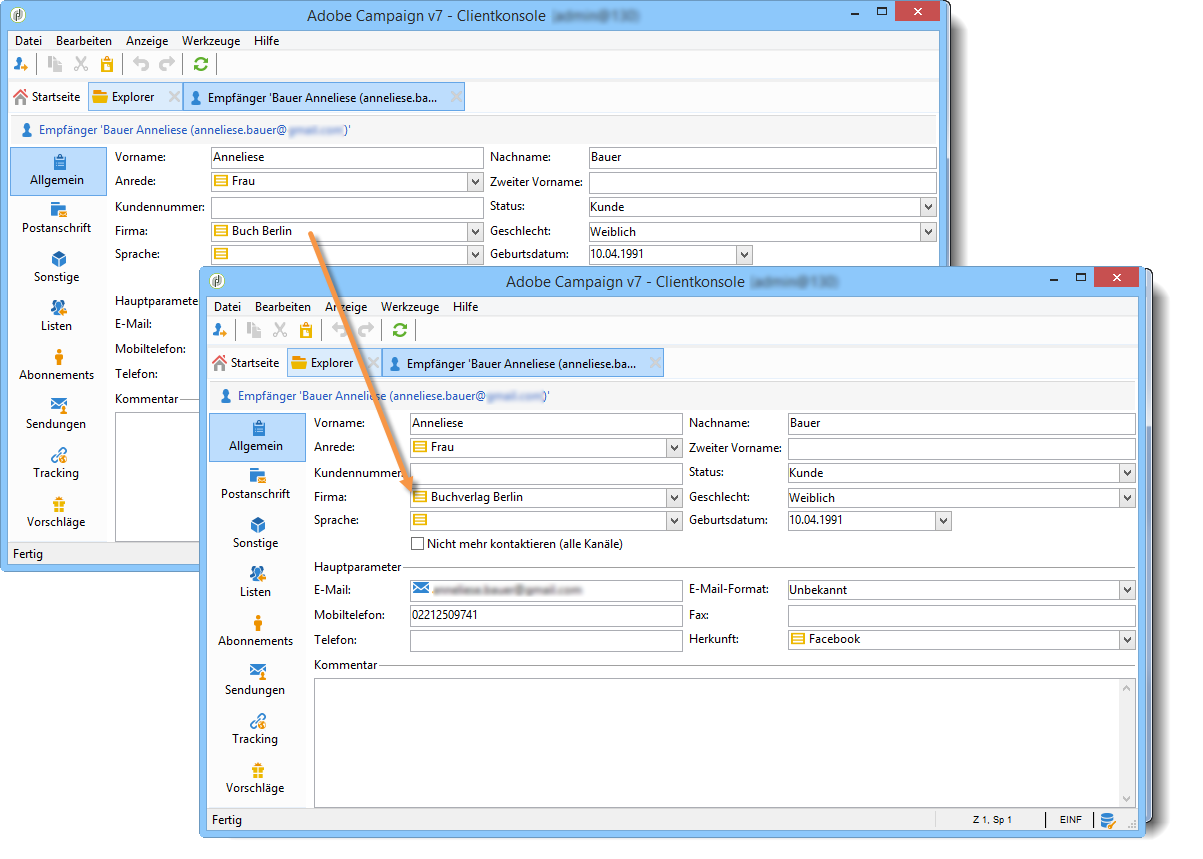 Adobe Campaign v7 - Clientkonsole
Datei Bearbeiten Anzeige Werkzeuge Hilfe
Startseite Explorer Empfänger 'Bauer Anneliese (anneliese.ba...
Empfänger 'Bauer Anneliese (anneliese.bauer@ )'
Allgemein
Postanschrift
Sonstige
Listen
Abonnements
Sendungen
Tracking
Vorschläge
Vorname: Anneliese Nachname: Bauer
Anrede: Frau Zweiter Vorname:
Kundennummer: Status: Kunde
Firma: Buch Berlin Geschlecht: Weiblich
Sprache: Geburtsdatum: 10.04.1991
Hauptparamete
E-Mail:
Mobiltelefon:
Telefon:
Kommentar
Fertig
Adobe Campaign v7 - Clientkonsole
Datei Bearbeiten Anzeige Werkzeuge Hilfe
Startseite Explorer Empfänger 'Bauer Anneliese (anneliese.ba...
Empfänger 'Bauer Anneliese (anneliese.bauer@ )'
Allgemein
Postanschrift
Sonstige
Listen
Abonnements
Sendungen
Tracking
Vorschläge
Vorname: Anneliese Nachname: Bauer
Anrede: Frau Zweiter Vorname:
Kundennummer: Status: Kunde
Firma: Buchverlag Berlin Geschlecht: Weiblich
Sprache: Geburtsdatum: 10.04.1991
Nicht mehr kontaktieren (alle Kanäle)
Hauptparameter
E-Mail: E-Mail-Format: Unbekannt
Mobiltelefon: 02212509741 Fax:
Telefon: Herkunft: Facebook
Kommentar
Fertig Z 1, Sp 1 EINF